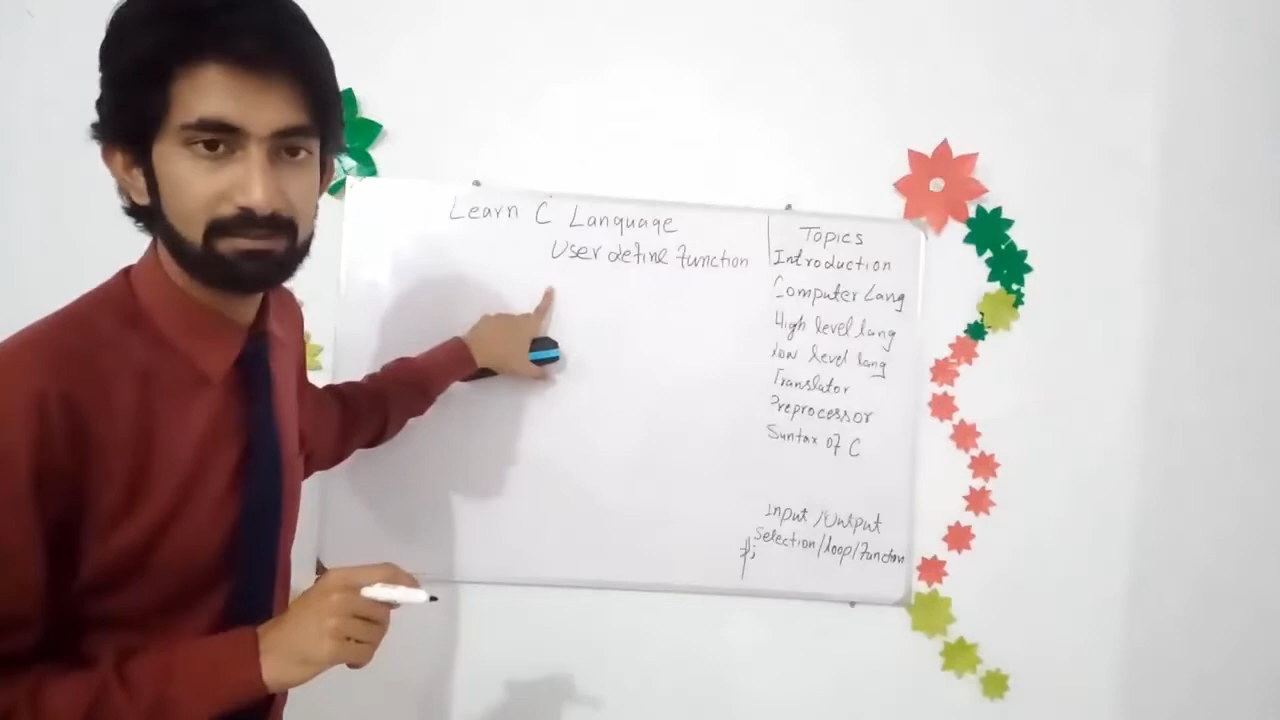 Learn C Language
User define Function
Topics
Introduction
Computer Lang
High level lang
low level lang
Translator
Preprocessor
Suntax of C
Input /Output
Selection/loop/Function